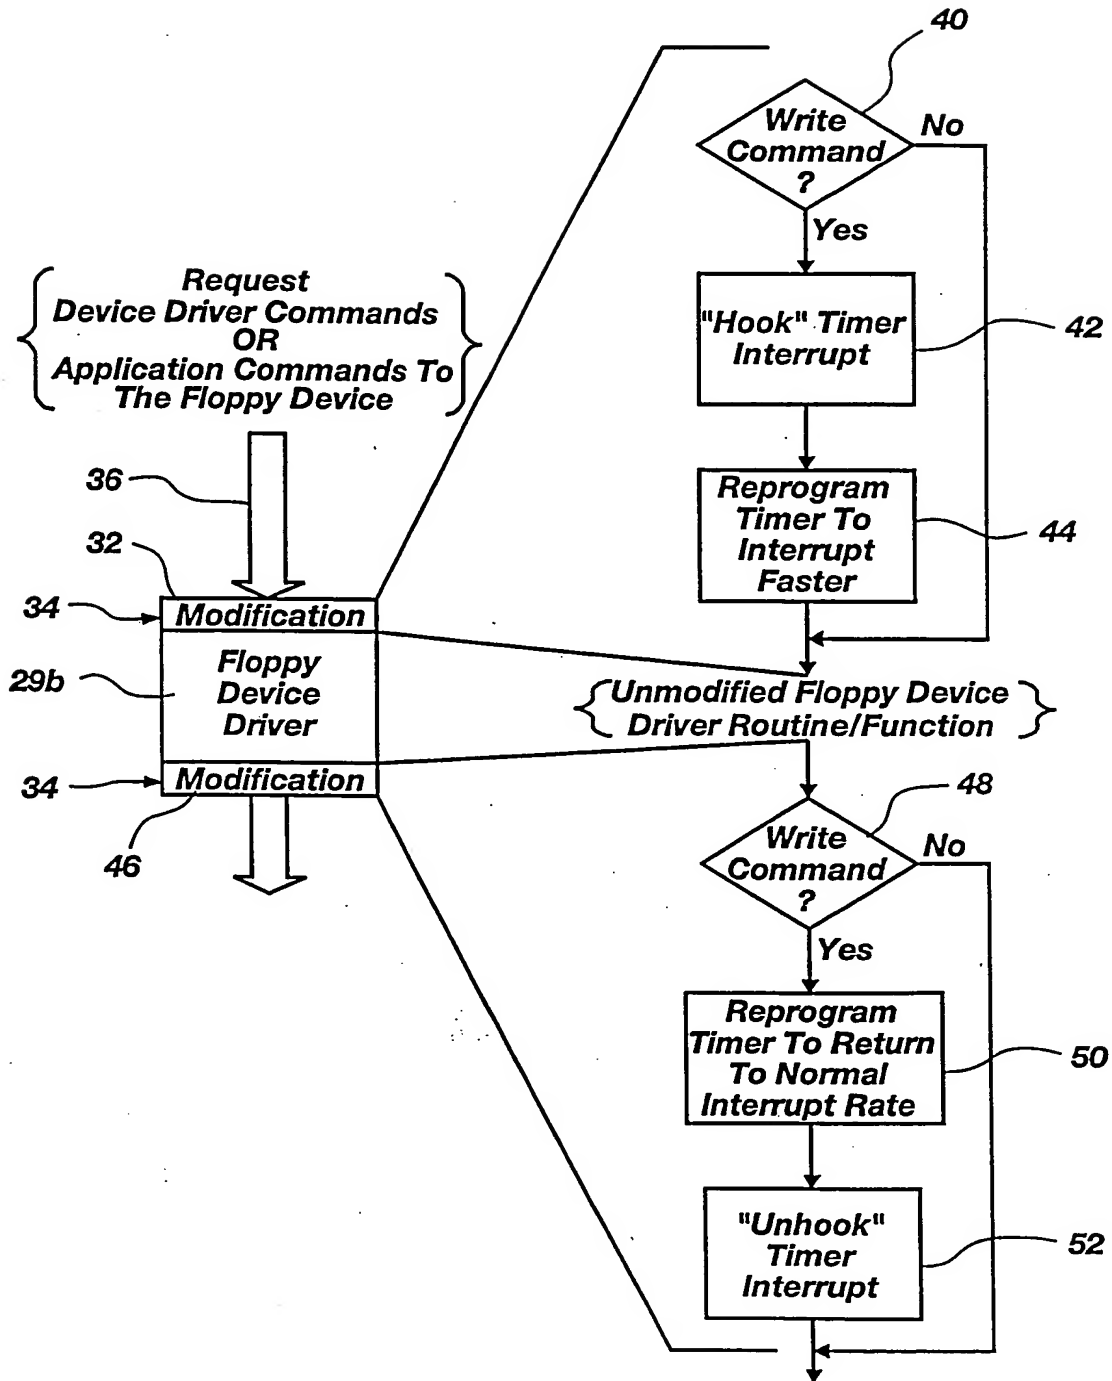 40
Write
Command
?
No
Yes
"Hook" Timer
Interrupt
42
Reprogram
Timer To
Interrupt
Faster
44
Request
Device Driver Commands
OR
Application Commands To
The Floppy Device
36
32
34
Modification
29b
Floppy
Device
Driver
34
Modification
46
Unmodified Floppy Device
Driver Routine/Function
48
Write
Command
?
No
Yes
Reprogram
Timer To Return
To Normal
Interrupt Rate
50
"Unhook"
Timer
Interrupt
52